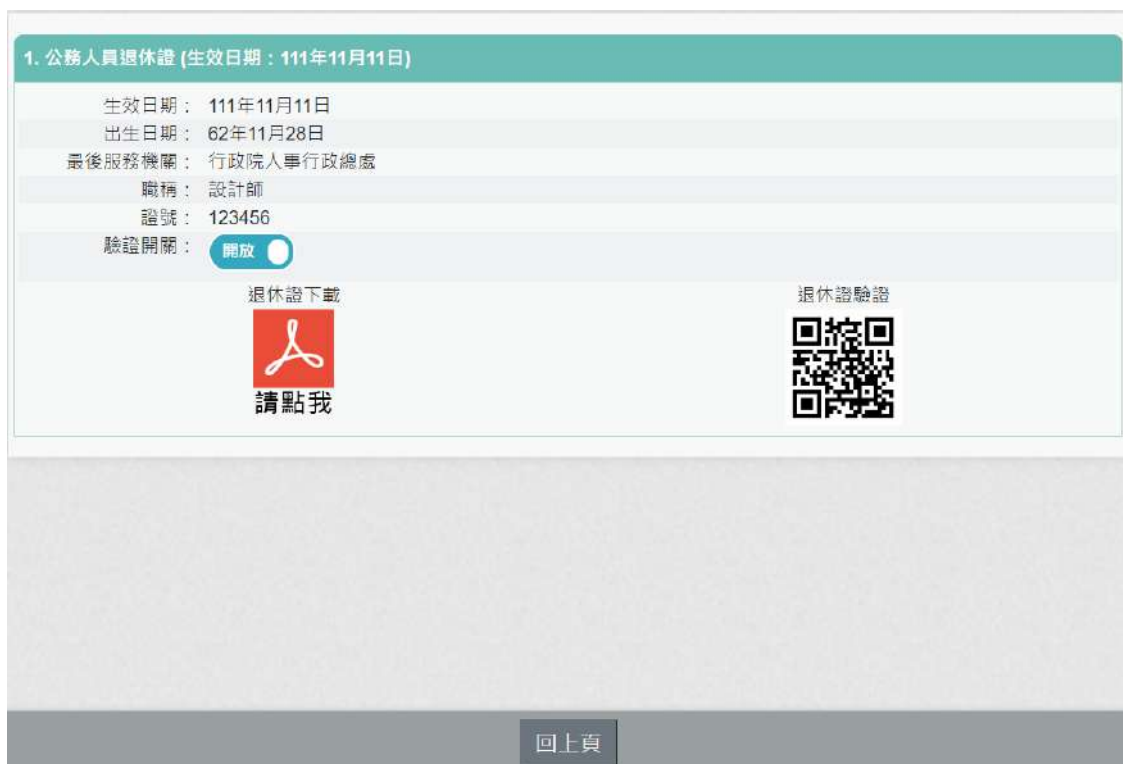 1. 公務人員退休證 (生效日期：111年11月11日)
生效日期： 111年11月11日
出生日期： 62年11月28日
最後服務機關： 行政院人事行政總處
職稱： 設計師
證號： 123456
驗證開關： 開放
退休證下載
退休證驗證
請點我
回上頁